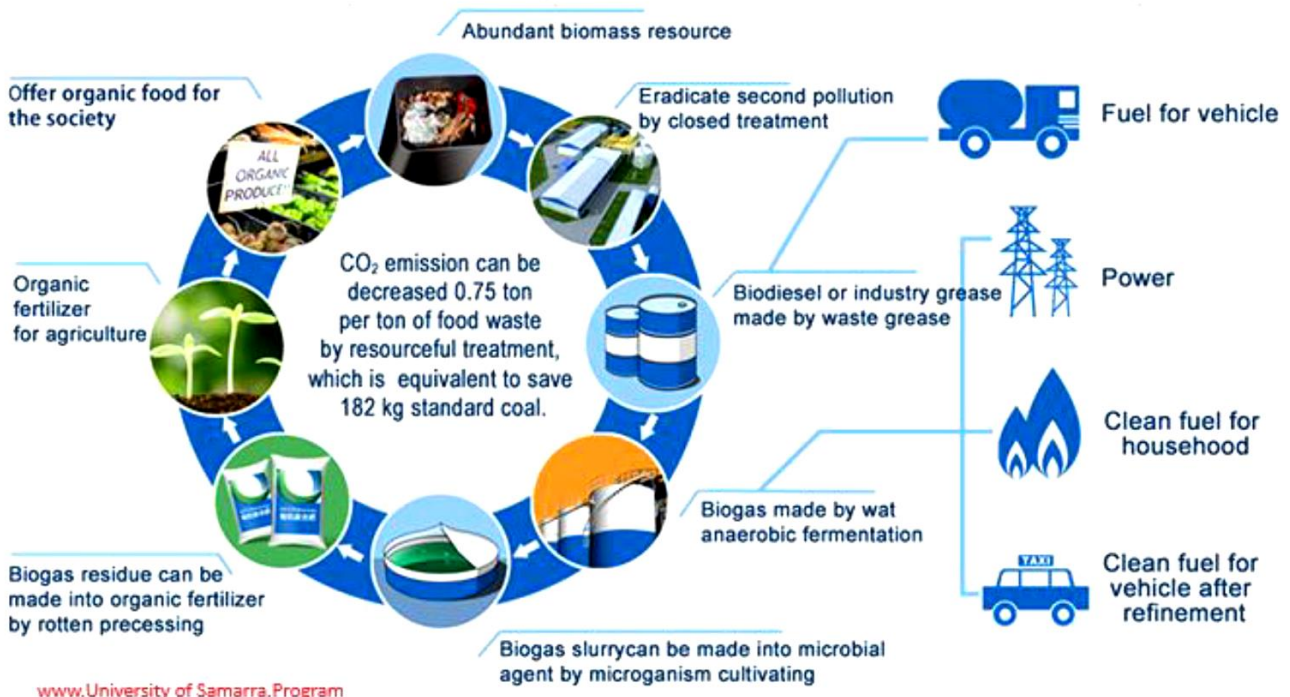 Abundant biomass resource
Offer organic food for
the society
Eradicate second pollution
by closed treatment
Fuel for vehicle
ALL
ORGANIC
PRODUCE
CO₂ emission can be
decreased 0.75 ton
per ton of food waste
by resourceful treatment,
which is equivalent to save
182 kg standard coal.
Organic
fertilizer
for agriculture
Biodiesel or industry grease
made by waste grease
Power
Clean fuel for
househood
Biogas made by wat
anaerobic fermentation
TAXI
Clean fuel for
vehicle after
refinement
Biogas residue can be
made into organic fertilizer
by rotten precessing
Biogas slurrycan be made into microbial
agent by microganism cultivating
www.University of Samarra.Program